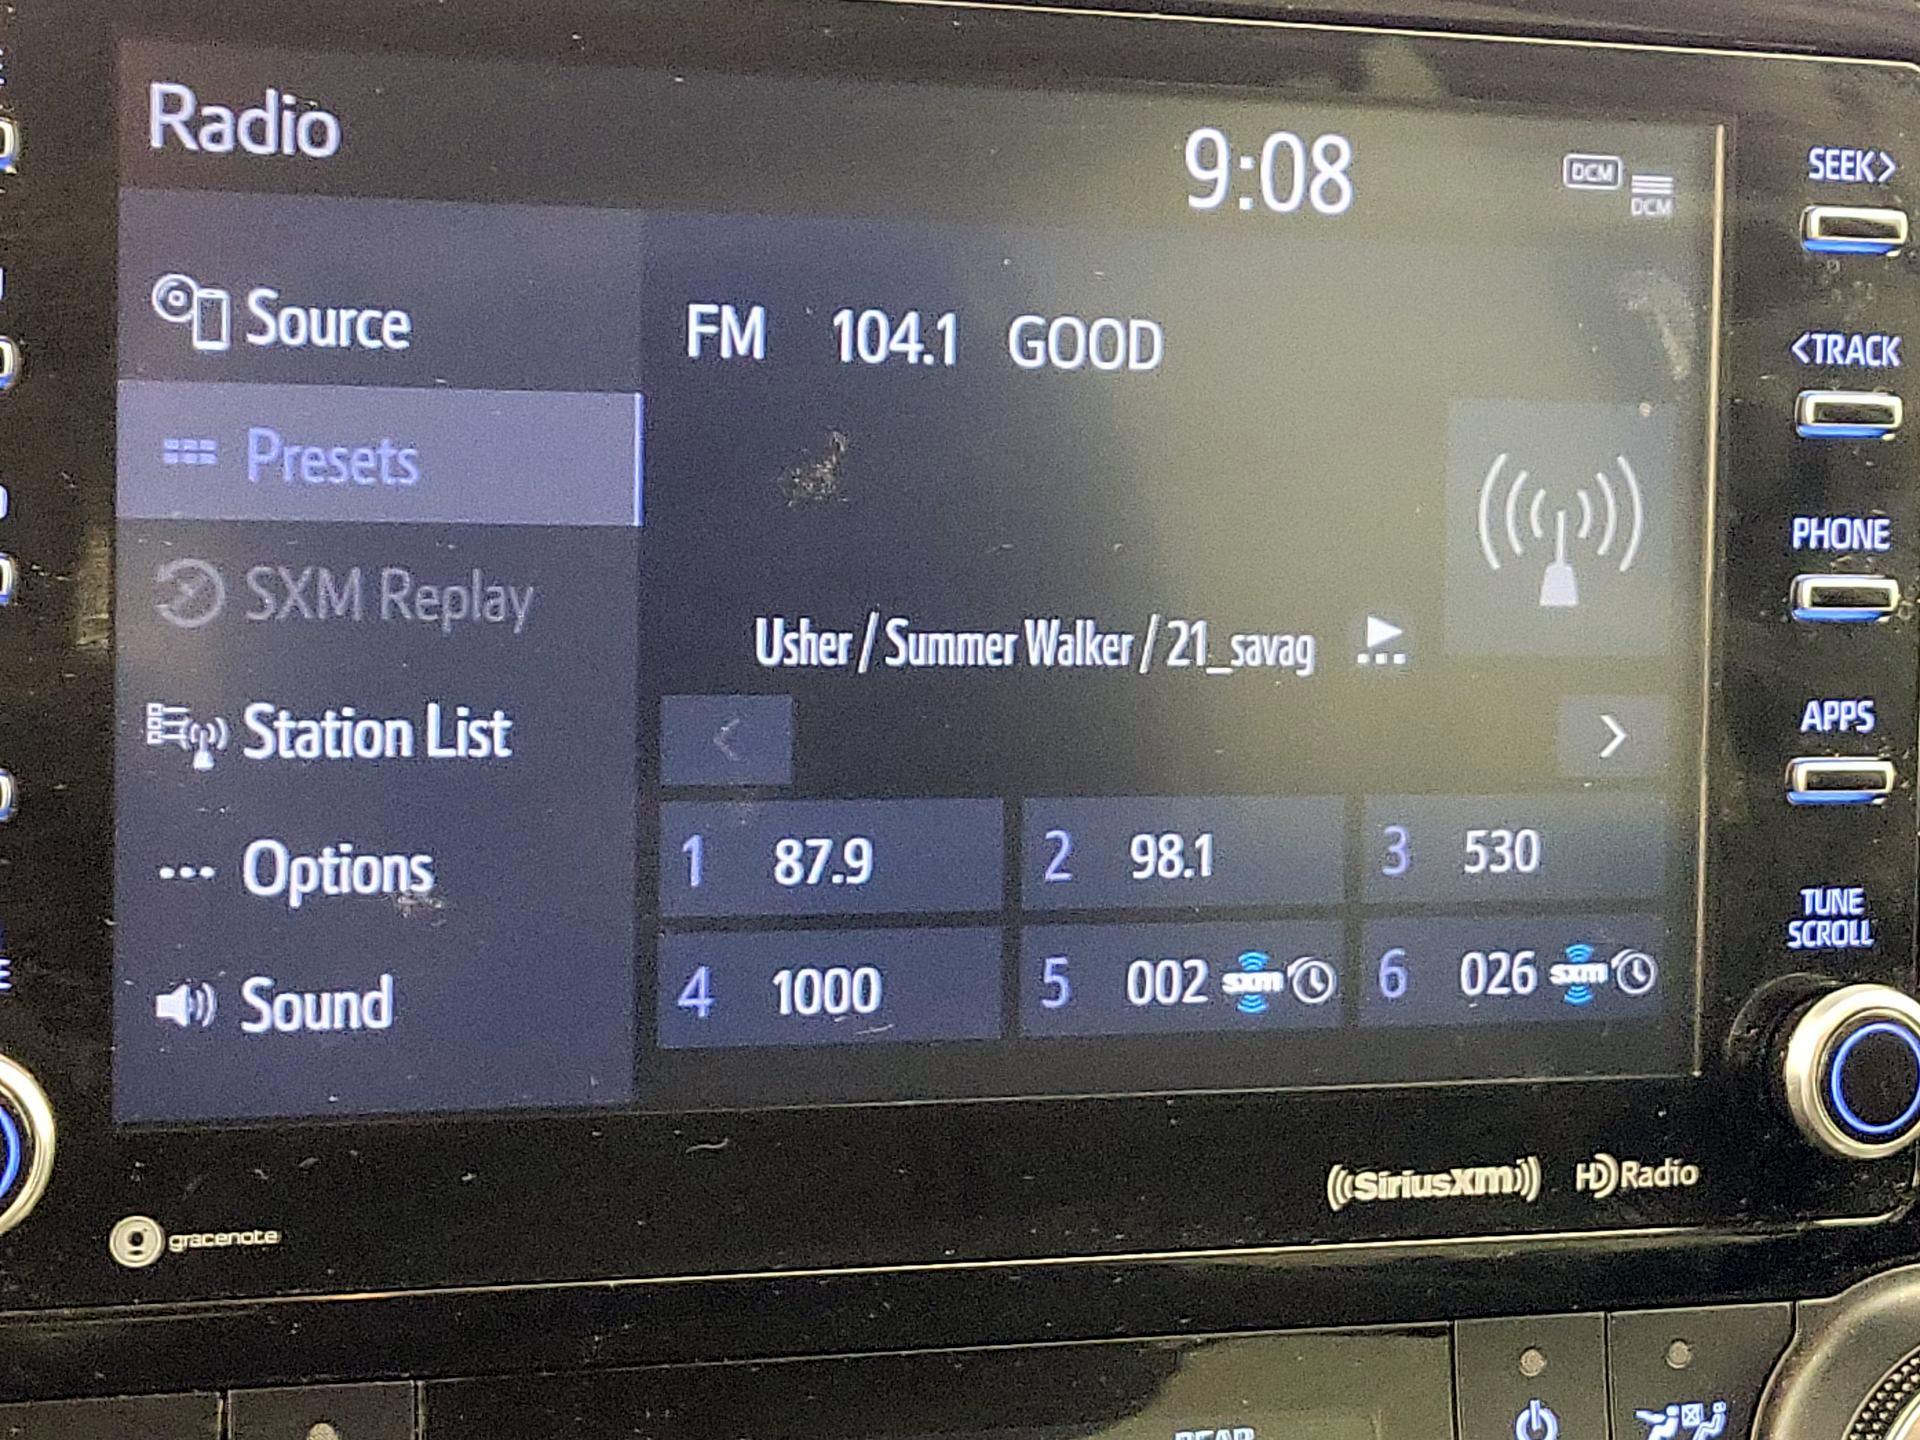 Radio
9:08
DCM
DCM
SEEK>
Source
FM 104.1 GOOD
<TRACK
Presets
PHONE
SXM Replay
Usher / Summer Walker / 21_savag
Station List
<
>
APPS
1 87.9
2 98.1
3 530
Options
TUNE
SCROLL
4 1000
5 002 sxm
6 026 sxm
Sound
((SiriusXM))
HD Radio
g gracenote
REAR